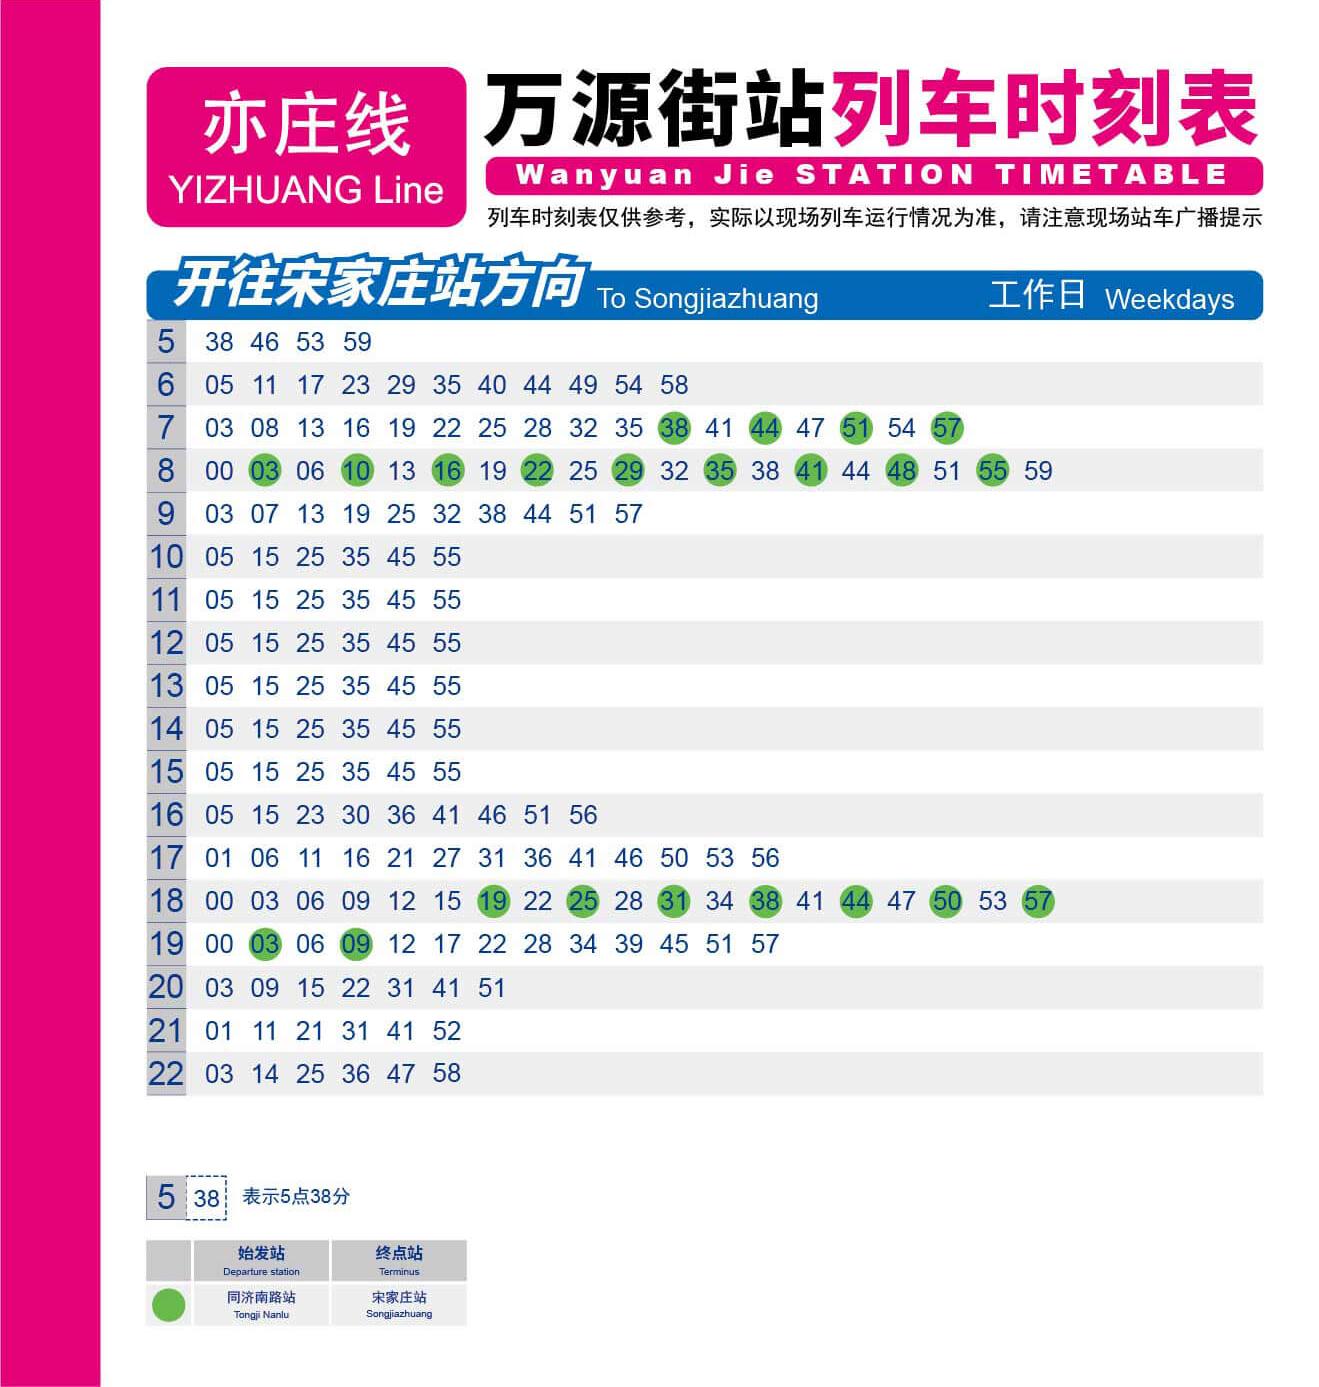 亦庄线
YIZHUANG Line
万源街站列车时刻表
Wanyuan Jie STATION TIMETABLE
列车时刻表仅供参考，实际以现场列车运行情况为准，请注意现场站车广播提示
开往宋家庄站方向 To Songjiazhuang 工作日 Weekdays
5 38 46 53 59
6 05 11 17 23 29 35 40 44 49 54 58
7 03 08 13 16 19 22 25 28 32 35 38 41 44 47 51 54 57
8 00 03 06 10 13 16 19 22 25 29 32 35 38 41 44 48 51 55 59
9 03 07 13 19 25 32 38 44 51 57
10 05 15 25 35 45 55
11 05 15 25 35 45 55
12 05 15 25 35 45 55
13 05 15 25 35 45 55
14 05 15 25 35 45 55
15 05 15 25 35 45 55
16 05 15 23 30 36 41 46 51 56
17 01 06 11 16 21 27 31 36 41 46 50 53 56
18 00 03 06 09 12 15 19 22 25 28 31 34 38 41 44 47 50 53 57
19 00 03 06 09 12 17 22 28 34 39 45 51 57
20 03 09 15 22 31 41 51
21 01 11 21 31 41 52
22 03 14 25 36 47 58
5 38 表示5点38分
始发站 终点站
Departure station Terminus
同济南路站 宋家庄站
Tongji Nanlu Songjiazhuang